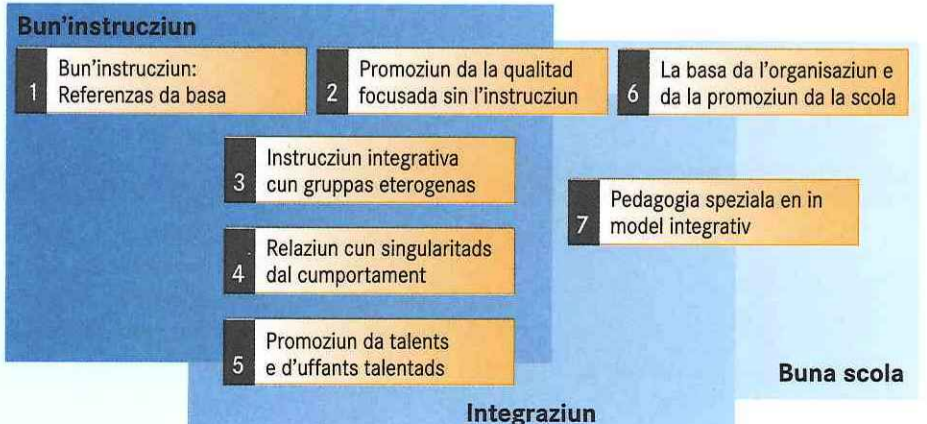 Bun'instrucziun
1 Bun'instrucziun:
Referenzas da basa
2 Promoziun da la qualitad
focusada sin l'instrucziun
6 La basa da l'organisaziun e
da la promoziun da la scola
3 Instrucziun integrativa
cun gruppas eterogenas
7 Pedagogia speziala en in
model integrativ
4 Relaziun cun singularitads
dal cumportament
5 Promoziun da talents
e d'uffants talentads
Buna scola
Integraziun